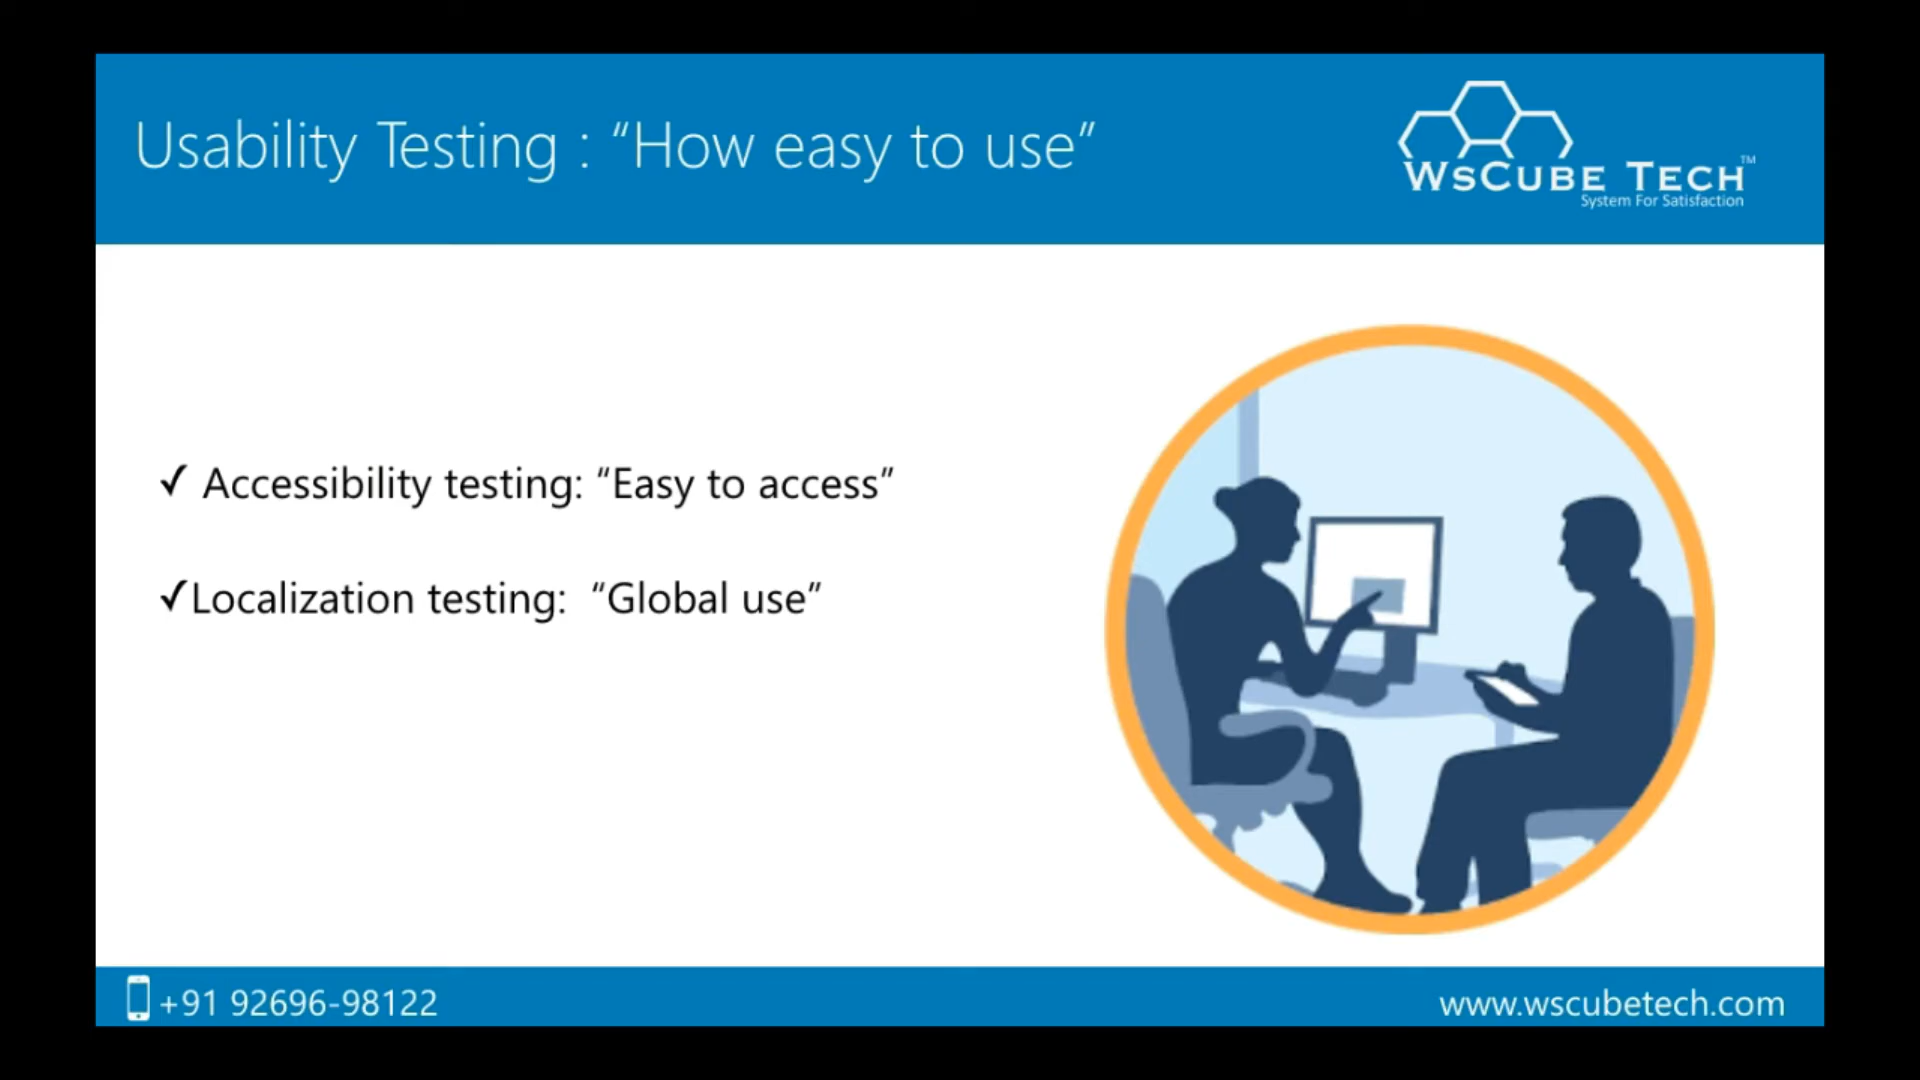 Usability Testing : “How easy to use”
WsCube Tech™
System For Satisfaction
✓ Accessibility testing: “Easy to access”
✓Localization testing:  “Global use”
+91 92696-98122
www.wscubetech.com